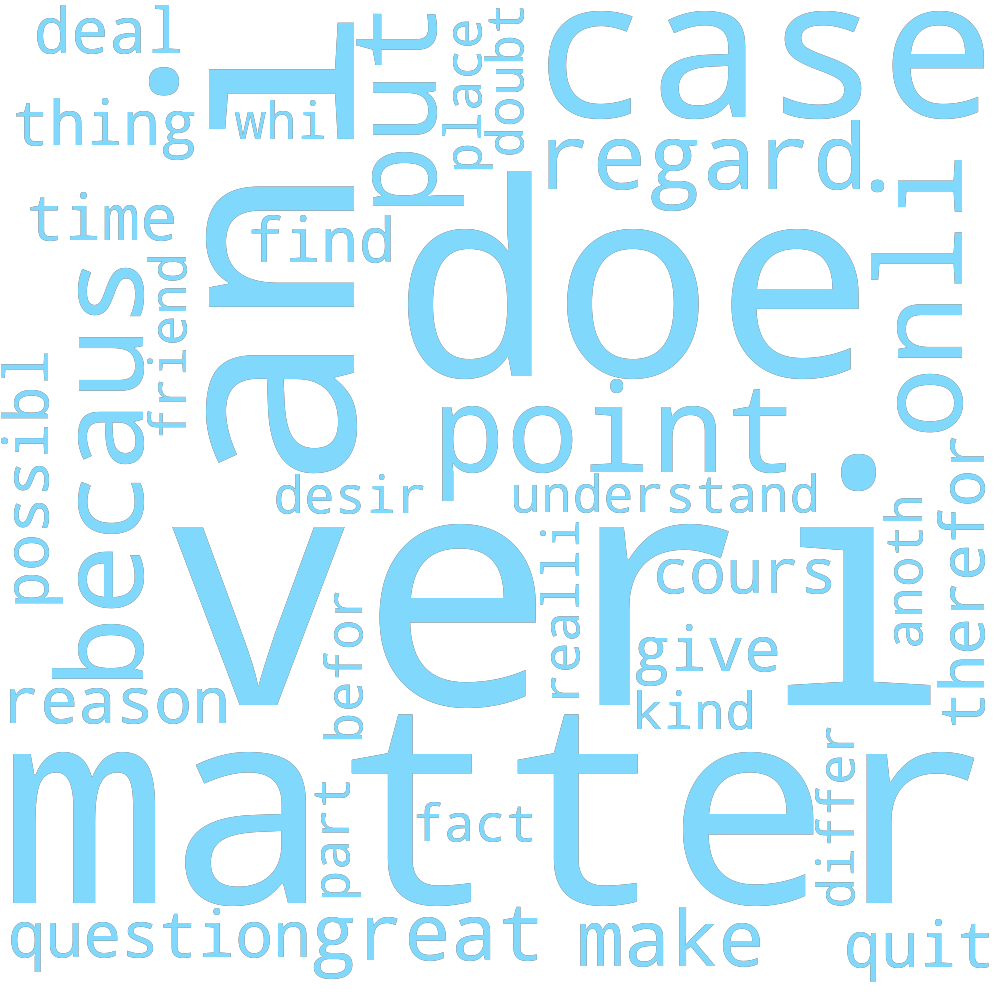 deal
case
put
place
doubt
thing
whi
regard
ani
onli
time
find
doe
friend
becaus
possibl
point
desir
understand
therefor
anoth
veri
realli
cours
befor
give
reason
kind
matter
differ
part
fact
question
great
make
quit